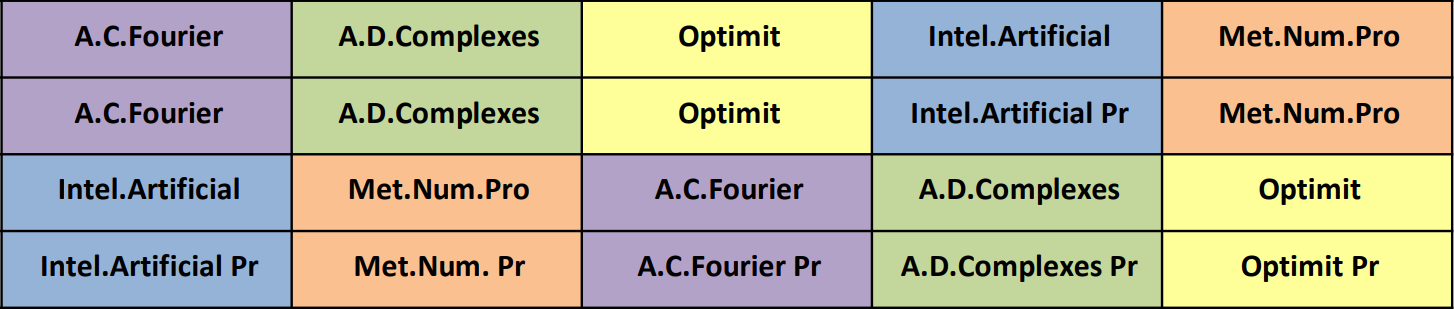 A.C.Fourier A.D.Complexes Optimit Intel.Artificial Met.Num.Pro
A.C.Fourier A.D.Complexes Optimit Intel.Artificial Pr Met.Num.Pro
Intel.Artificial Met.Num.Pro A.C.Fourier A.D.Complexes Optimit
Intel.Artificial Pr Met.Num. Pr A.C.Fourier Pr A.D.Complexes Pr Optimit Pr